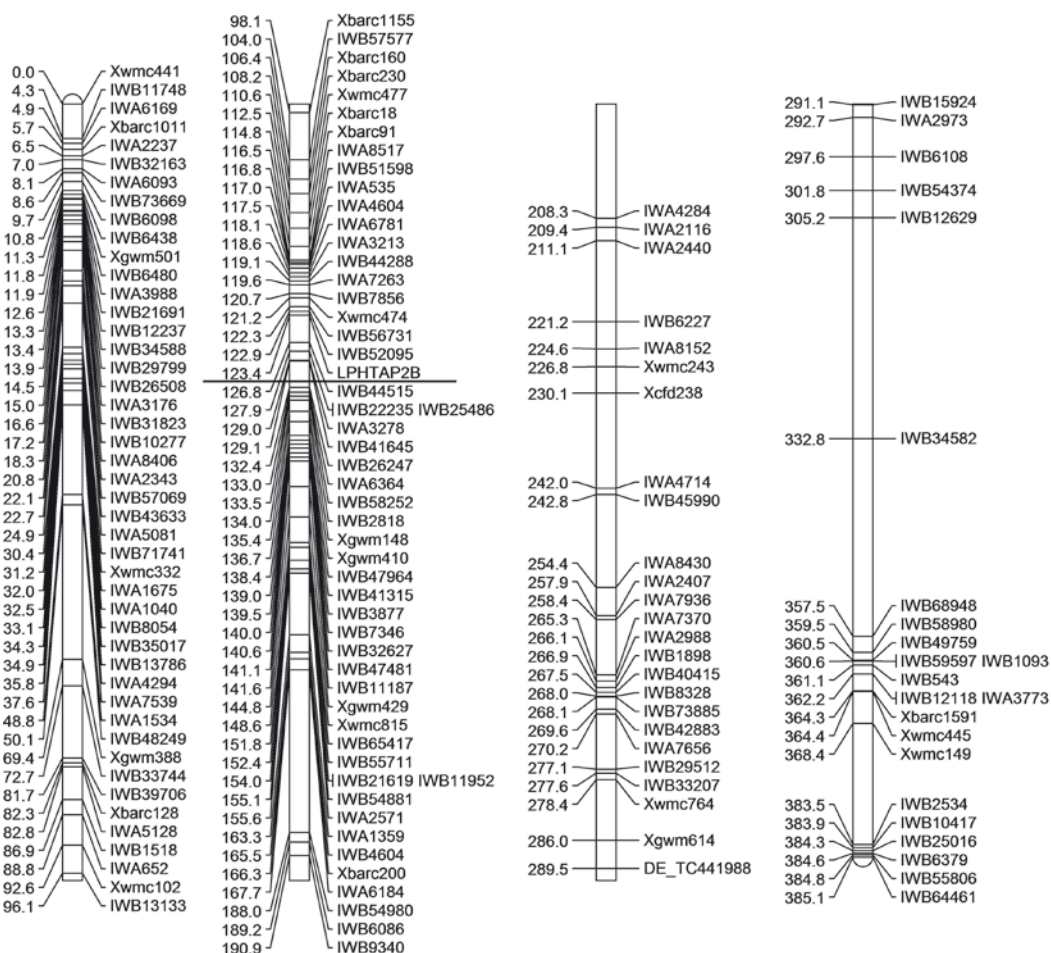 0.0 Xwmc441
4.3 IWB11748
4.9 IWA6169
5.7 Xbarc1011
6.5 IWA2237
7.0 IWB32163
8.1 IWA6093
8.6 IWB73669
9.7 IWB6098
10.8 IWB6438
11.3 Xgwm501
11.8 IWB6480
11.9 IWA3988
12.6 IWB21691
13.3 IWB12237
13.4 IWB34588
13.9 IWB29799
14.5 IWB26508
15.0 IWA3176
16.6 IWB31823
17.2 IWB10277
18.3 IWA8406
20.8 IWA2343
22.1 IWB57069
22.7 IWB43633
24.9 IWA5081
30.4 IWB71741
31.2 Xwmc332
32.0 IWA1675
32.5 IWA1040
33.1 IWB8054
34.3 IWB35017
34.9 IWB13786
35.8 IWA4294
37.6 IWA7539
48.8 IWA1534
50.1 IWB48249
69.4 Xgwm388
72.7 IWB33744
81.7 IWB39706
82.3 Xbarc128
82.8 IWA5128
86.9 IWB1518
88.8 IWA652
92.6 Xwmc102
96.1 IWB13133
98.1 Xbarc1155
104.0 IWB57577
106.4 Xbarc160
108.2 Xbarc230
110.6 Xwmc477
112.5 Xbarc18
114.8 Xbarc91
116.5 IWA8517
116.8 IWB51598
117.0 IWA535
117.5 IWA4604
118.1 IWA6781
118.6 IWA3213
119.1 IWB44288
119.6 IWA7263
120.7 IWB7856
121.2 Xwmc474
122.3 IWB56731
122.9 IWB52095
123.4 LPHTAP2B
126.8 IWB44515
127.9 IWB22235 IWB25486
129.0 IWA3278
129.1 IWB41645
132.4 IWB26247
133.0 IWA6364
133.5 IWB58252
134.0 IWB2818
135.4 Xgwm148
136.7 Xgwm410
138.4 IWB47964
139.0 IWB41315
139.5 IWB3877
140.0 IWB7346
140.6 IWB32627
141.1 IWB47481
141.6 IWB11187
144.8 Xgwm429
148.6 Xwmc815
151.8 IWB65417
152.4 IWB55711
154.0 IWB21619 IWB11952
155.1 IWB54881
155.6 IWA2571
163.3 IWA1359
165.5 IWB4604
166.3 Xbarc200
167.7 IWA6184
188.0 IWB54980
189.2 IWB6086
190.9 IWB9340
208.3 IWA4284
209.4 IWA2116
211.1 IWA2440
221.2 IWB6227
224.6 IWA8152
226.8 Xwmc243
230.1 Xcfd238
242.0 IWA4714
242.8 IWB45990
254.4 IWA8430
257.9 IWA2407
258.4 IWA7936
265.3 IWA7370
266.1 IWA2988
266.9 IWB1898
267.5 IWB40415
268.0 IWB8328
268.1 IWB73885
269.6 IWB42883
270.2 IWA7656
277.1 IWB29512
277.6 IWB33207
278.4 Xwmc764
286.0 Xgwm614
289.5 DE_TC441988
291.1 IWB15924
292.7 IWA2973
297.6 IWB6108
301.8 IWB54374
305.2 IWB12629
332.8 IWB34582
357.5 IWB68948
359.5 IWB58980
360.5 IWB49759
360.6 IWB59597 IWB1093
361.1 IWB543
362.2 IWB12118 IWA3773
364.3 Xbarc1591
364.4 Xwmc445
368.4 Xwmc149
383.5 IWB2534
383.9 IWB10417
384.3 IWB25016
384.6 IWB6379
384.8 IWB55806
385.1 IWB64461